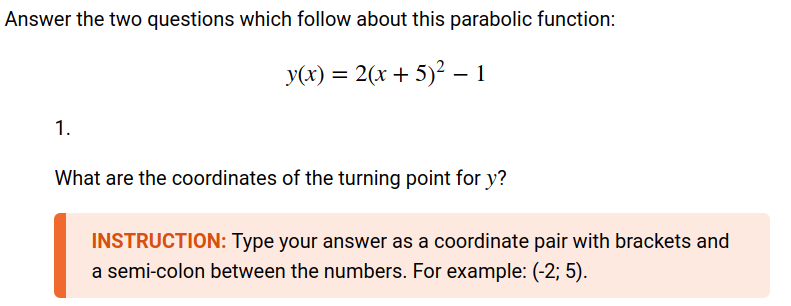 Answer the two questions which follow about this parabolic function:
y(x) = 2(x + 5)² − 1
1.
What are the coordinates of the turning point for y?
INSTRUCTION: Type your answer as a coordinate pair with brackets and
a semi-colon between the numbers. For example: (-2; 5).